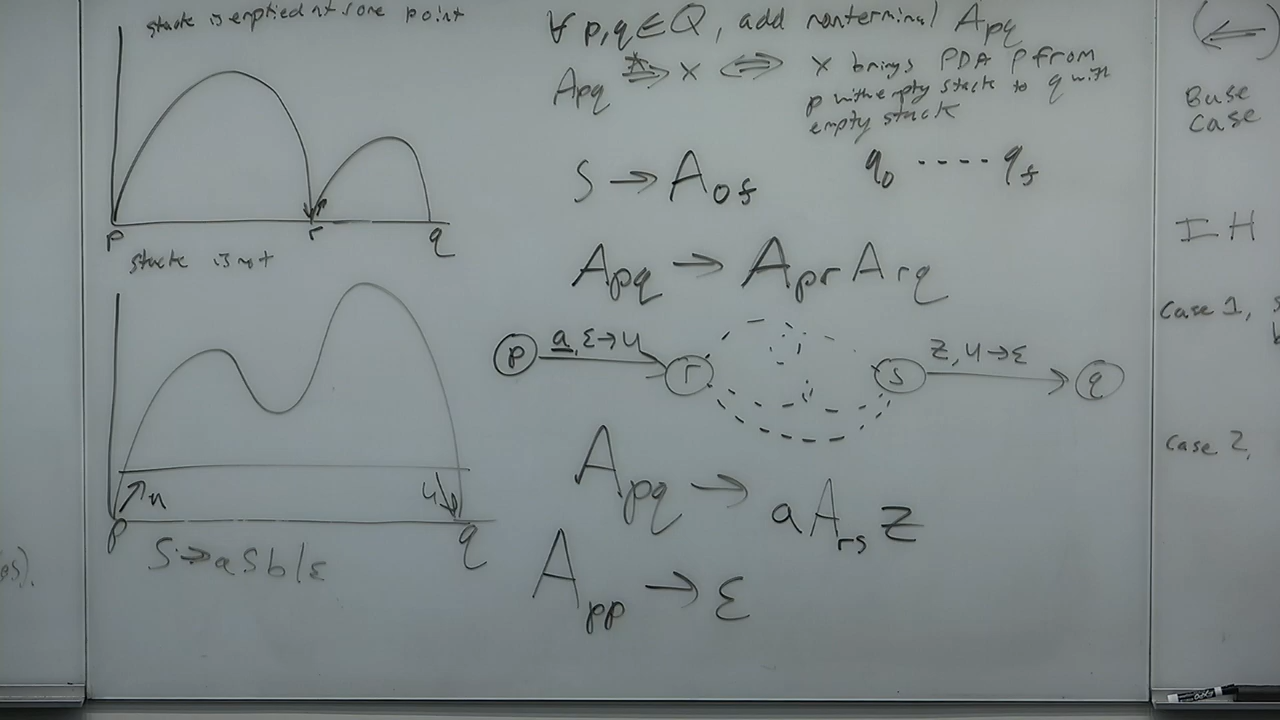 stack is emptied at some point
p r q
stack is not
u u
p q
S → aSb/ε
∀ p,q ∈ Q, add nonterminal Apq
Apq ⇒* x ⟺ x brings PDA P from
p with empty stack to q with
empty stack
S → A0f q0 ---- qf
Apq → Apr Arq
p a,ε→u r s z,u→ε q
Apq → aArs z
App → ε
(⇐)
Base
Case
IH
Case 1,
Case 2,
es).